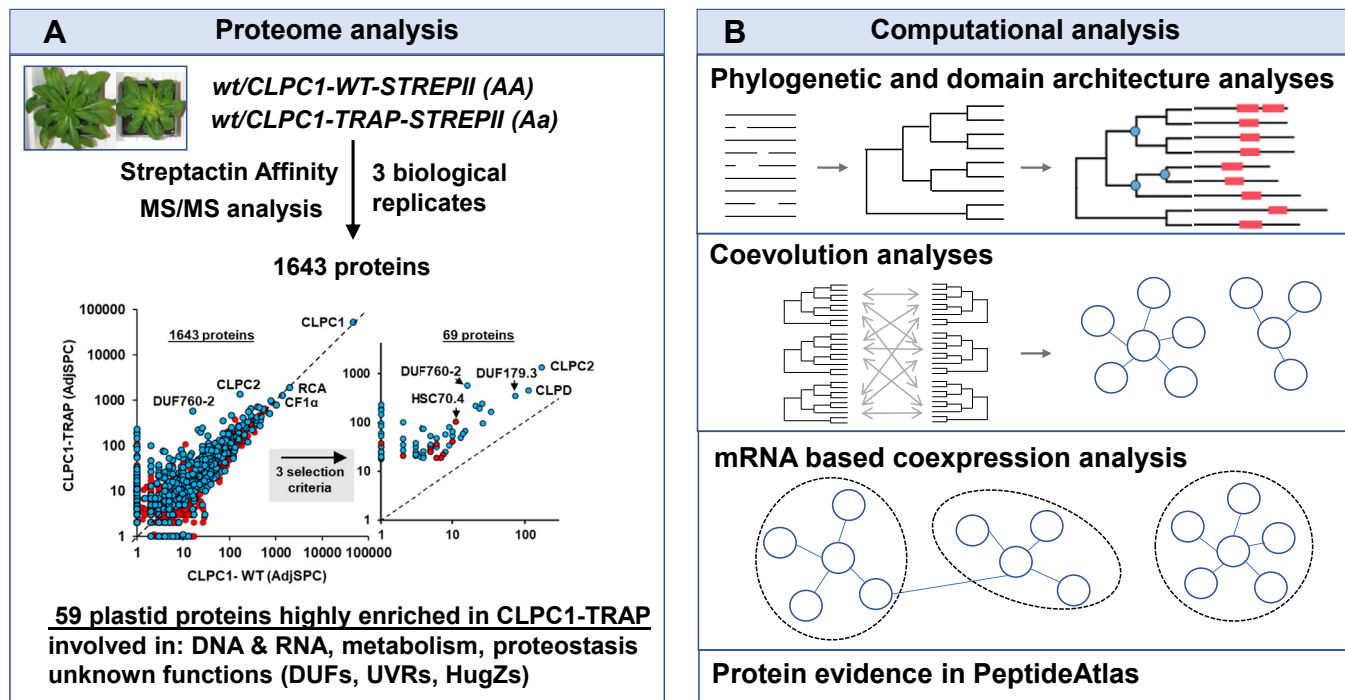 A
Proteome analysis
wt/CLPC1-WT-STREPII (AA)
wt/CLPC1-TRAP-STREPII (Aa)
Streptactin Affinity
MS/MS analysis
3 biological
replicates
1643 proteins
CLPC1-TRAP (AdjSPC)
100000
10000
1000
100
10
1
1643 proteins
CLPC1
CLPC2
RCA
CF1α
DUF760-2
1
10
100
1000
10000
100000
CLPC1- WT (AdjSPC)
3 selection
criteria
69 proteins
1000
100
10
1
DUF760-2
DUF179.3
CLPC2
CLPD
HSC70.4
1
10
100
59 plastid proteins highly enriched in CLPC1-TRAP
involved in: DNA & RNA, metabolism, proteostasis
unknown functions (DUFs, UVRs, HugZs)
B
Computational analysis
Phylogenetic and domain architecture analyses
Coevolution analyses
mRNA based coexpression analysis
Protein evidence in PeptideAtlas